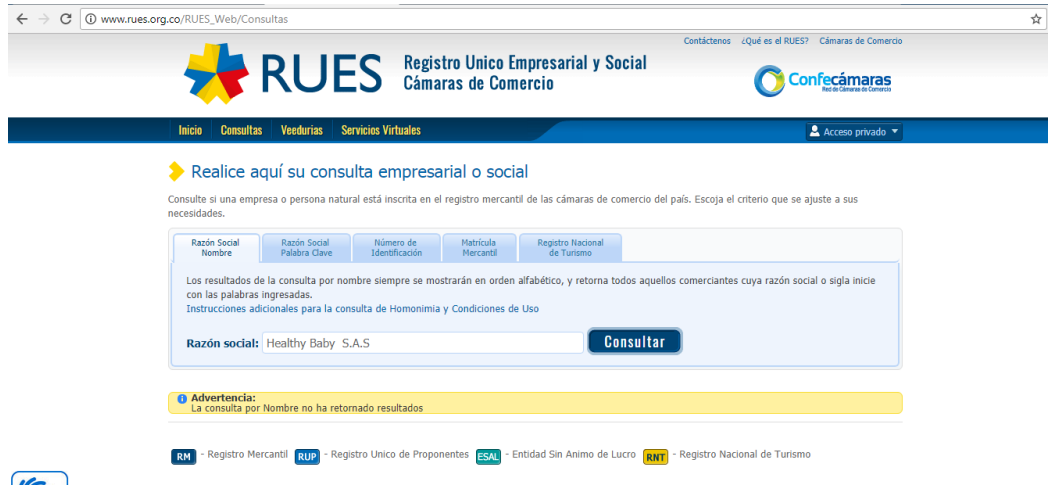 www.rues.org.co/RUES_Web/Consultas
Contáctenos ¿Qué es el RUES? Cámaras de Comercio
RUES
Registro Unico Empresarial y Social
Cámaras de Comercio
Confecámaras
Red de Cámaras de Comercio
Inicio Consultas Veedurias Servicios Virtuales Acceso privado
Realice aquí su consulta empresarial o social
Consulte si una empresa o persona natural está inscrita en el registro mercantil de las cámaras de comercio del país. Escoja el criterio que se ajuste a sus
necesidades.
Razón Social
Nombre
Razón Social
Palabra Clave
Número de
Identificación
Matrícula
Mercantil
Registro Nacional
de Turismo
Los resultados de la consulta por nombre siempre se mostrarán en orden alfabético, y retorna todos aquellos comerciantes cuya razón social o sigla inicie
con las palabras ingresadas.
Instrucciones adicionales para la consulta de Homonimia y Condiciones de Uso
Razón social: Healthy Baby  S.A.S Consultar
Advertencia:
La consulta por Nombre no ha retornado resultados
RM - Registro Mercantil RUP - Registro Unico de Proponentes ESAL - Entidad Sin Animo de Lucro RNT - Registro Nacional de Turismo